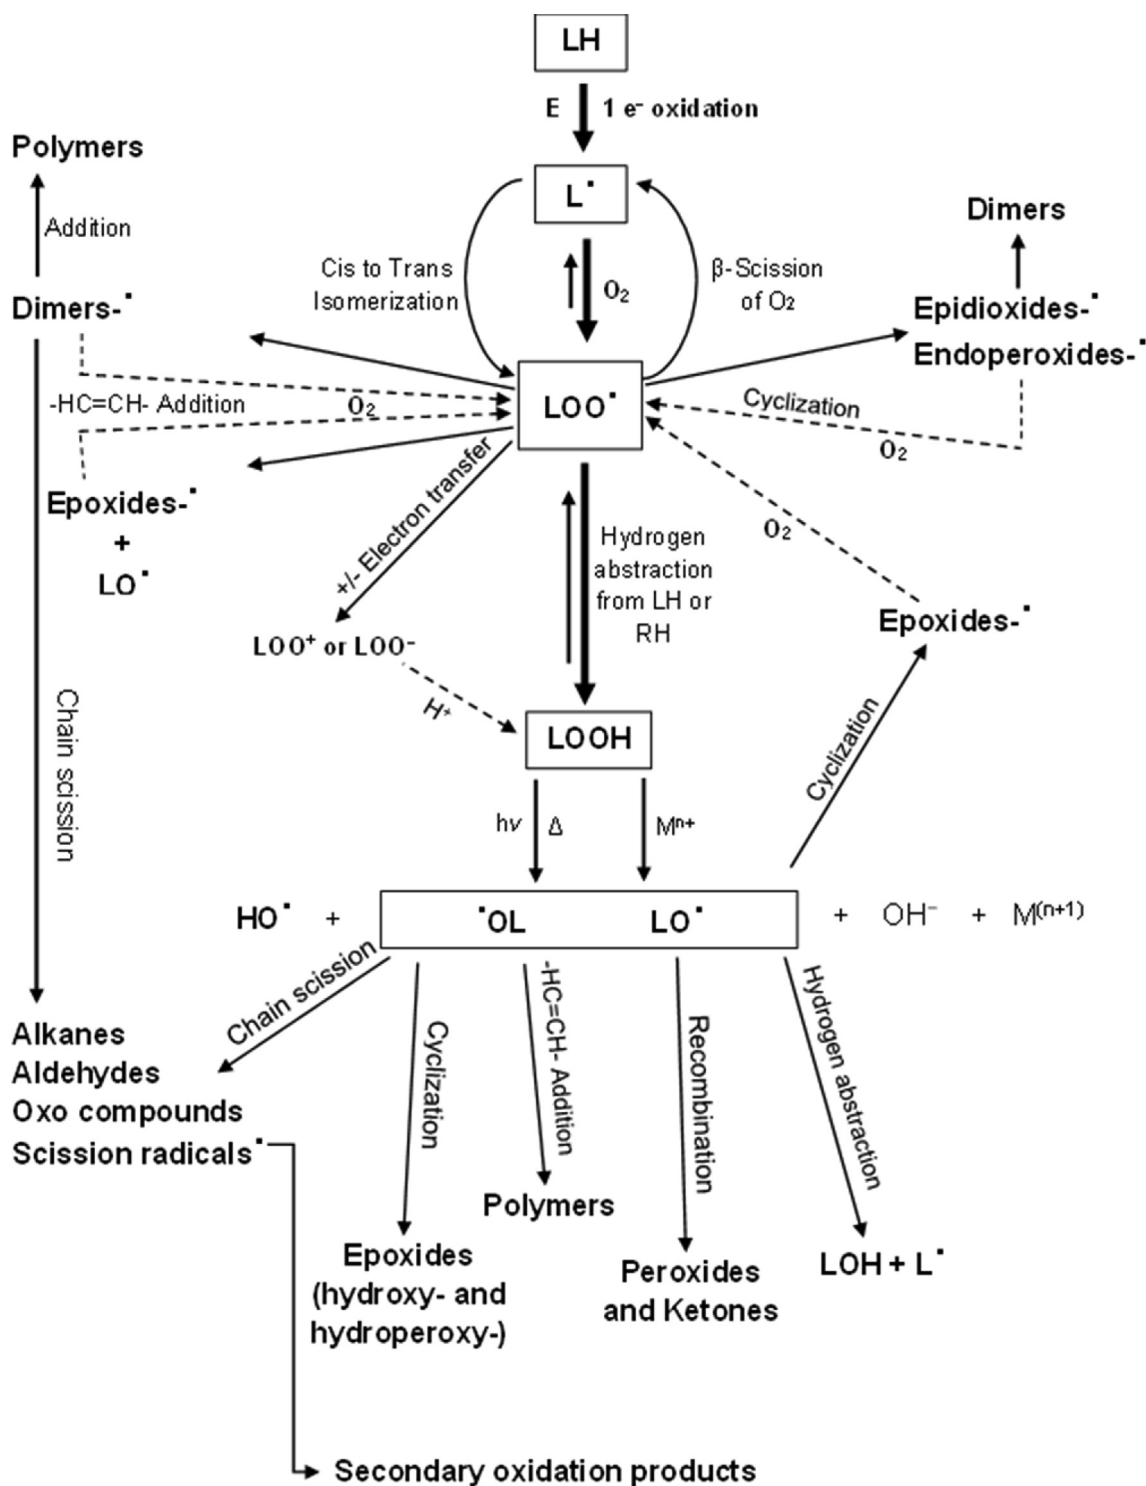 LH
E 1 e⁻ oxidation
Polymers
L▪
Dimers
Addition
Cis to Trans
Isomerization
β-Scission
of O₂
O₂
Dimers-▪
Epidioxides-▪
Endoperoxides-▪
LOO▪
-HC=CH- Addition
O₂
Cyclization
O₂
Epoxides-▪
+
LO▪
+/- Electron transfer
Hydrogen
abstraction
from LH or
RH
O₂
Epoxides-▪
LOO⁺ or LOO⁻
H⁺
LOOH
Cyclization
Chain scission
hν Δ
Mⁿ⁺
HO▪ + ▪OL LO▪ + OH⁻ + M⁽ⁿ⁺¹⁾
Chain scission
Cyclization
-HC=CH- Addition
Recombination
Hydrogen abstraction
Alkanes
Aldehydes
Oxo compounds
Scission radicals▪
Polymers
Epoxides
(hydroxy- and
hydroperoxy-)
Peroxides
and Ketones
LOH + L▪
Secondary oxidation products